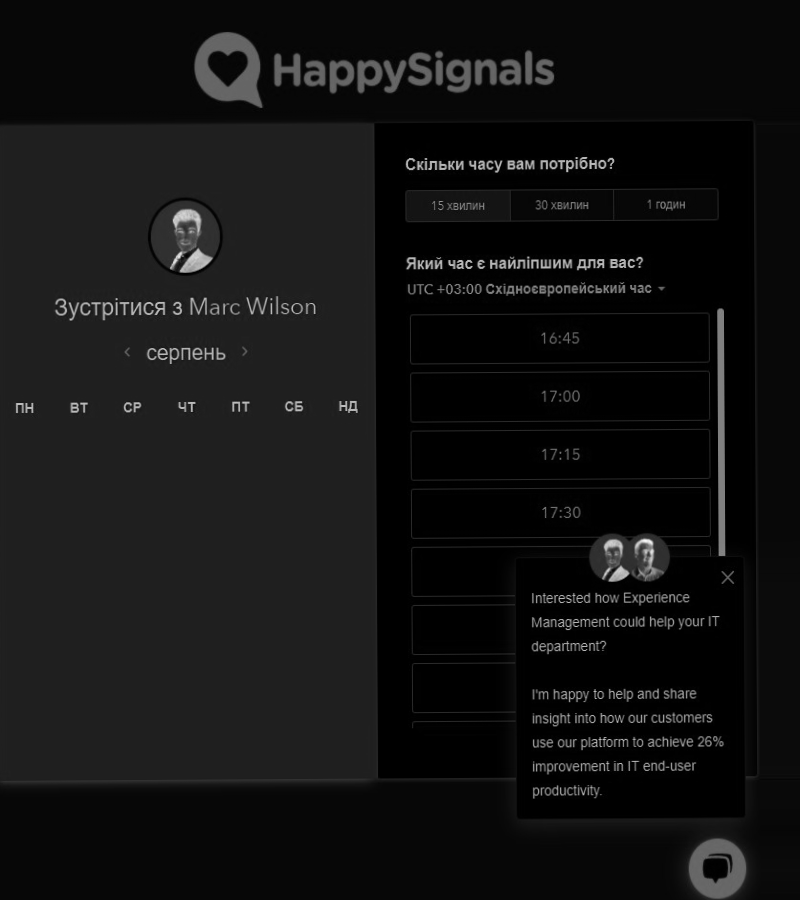 HappySignals
Зустрітися з Marc Wilson
серпень
ПН ВТ СР ЧТ ПТ СБ НД
Скільки часу вам потрібно?
15 хвилин 30 хвилин 1 годин
Який час є найліпшим для вас?
UTC +03:00 Східноєвропейський час
16:45
17:00
17:15
17:30
Interested how Experience
Management could help your IT
department?
I'm happy to help and share
insight into how our customers
use our platform to achieve 26%
improvement in IT end-user
productivity.